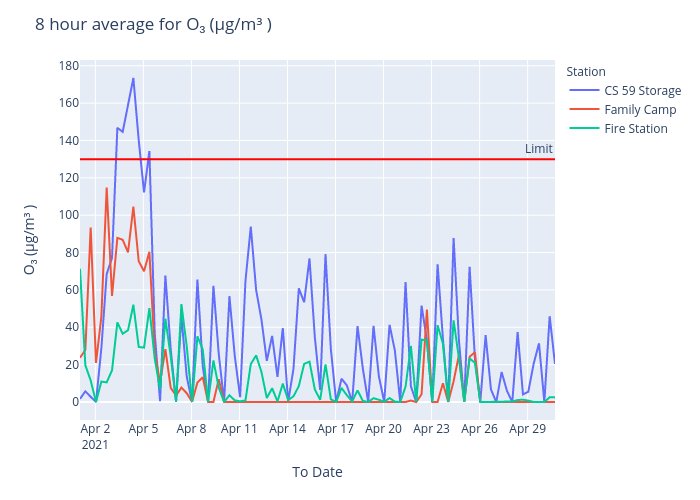 8 hour average for O₃ (μg/m³ )
Station
CS 59 Storage
Family Camp
Fire Station
Limit
180
160
140
120
100
80
60
40
20
0
O₃ (μg/m³ )
Apr 2 Apr 5 Apr 8 Apr 11 Apr 14 Apr 17 Apr 20 Apr 23 Apr 26 Apr 29
2021
To Date